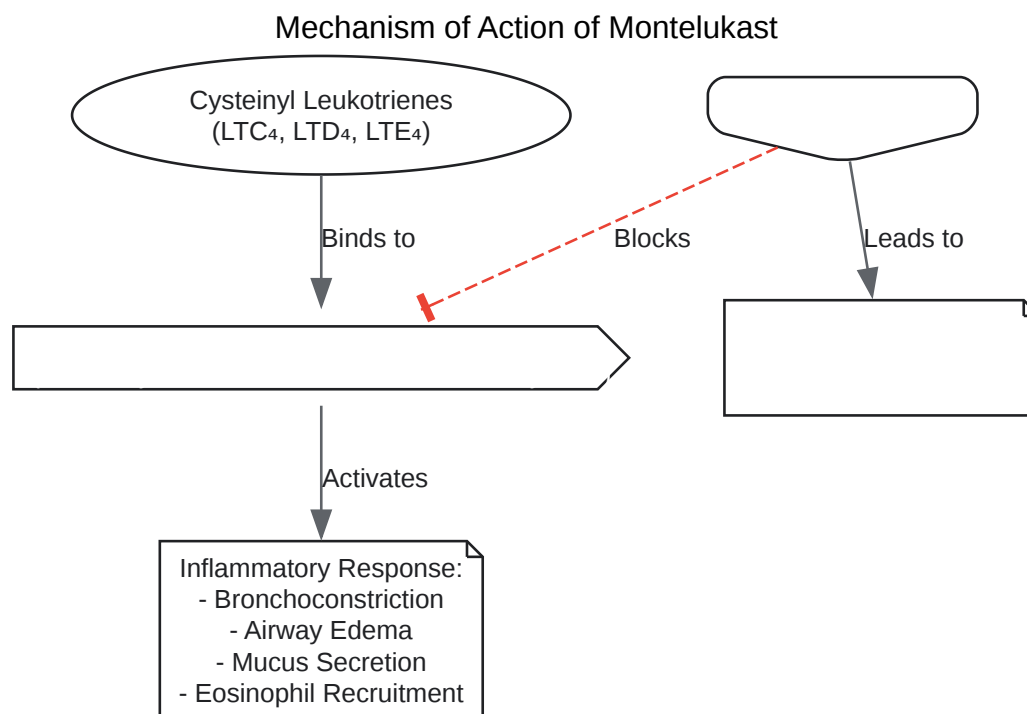 Mechanism of Action of Montelukast
Cysteinyl Leukotrienes
(LTC₄, LTD₄, LTE₄)
Binds to
Blocks
Leads to
Activates
Inflammatory Response:
- Bronchoconstriction
- Airway Edema
- Mucus Secretion
- Eosinophil Recruitment